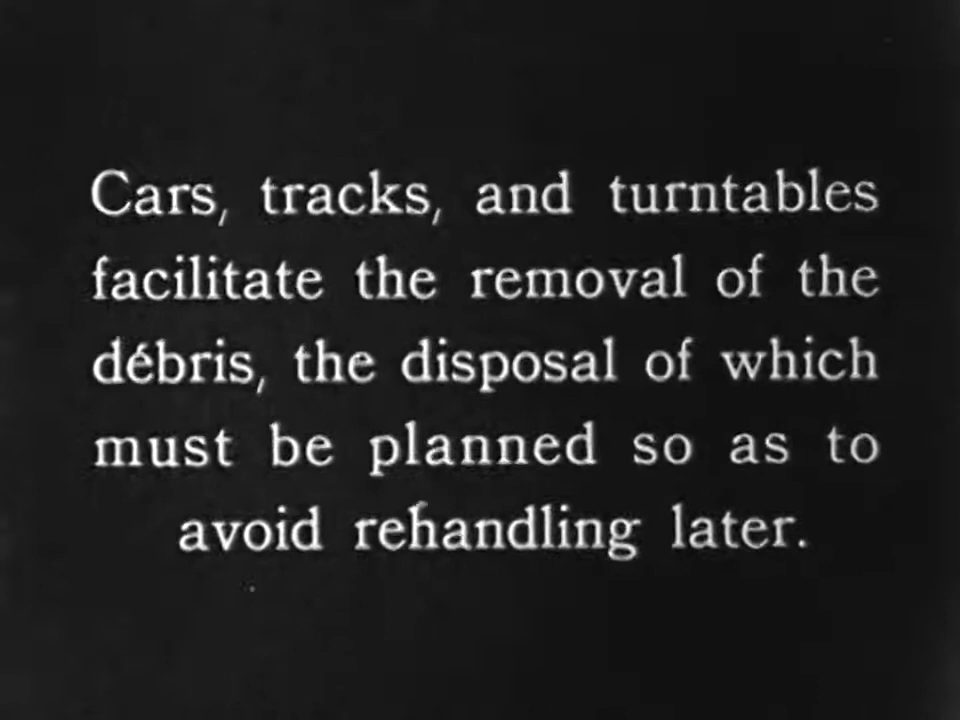 Cars, tracks, and turntables
facilitate the removal of the
débris, the disposal of which
must be planned so as to
avoid rehandling later.